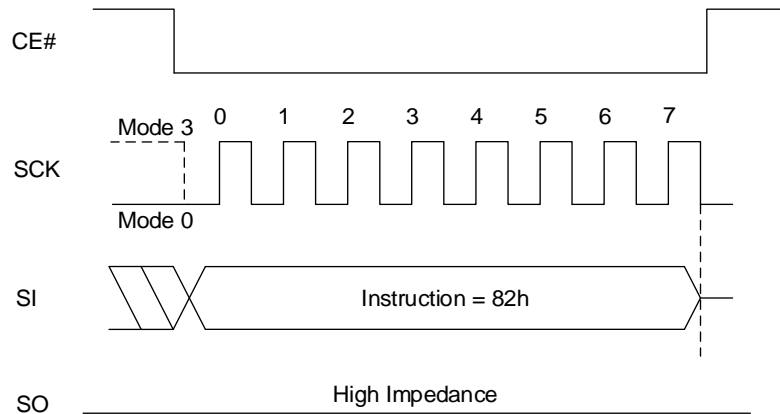 CE#
Mode 3
0 1 2 3 4 5 6 7
SCK
Mode 0
SI
Instruction = 82h
SO
High Impedance